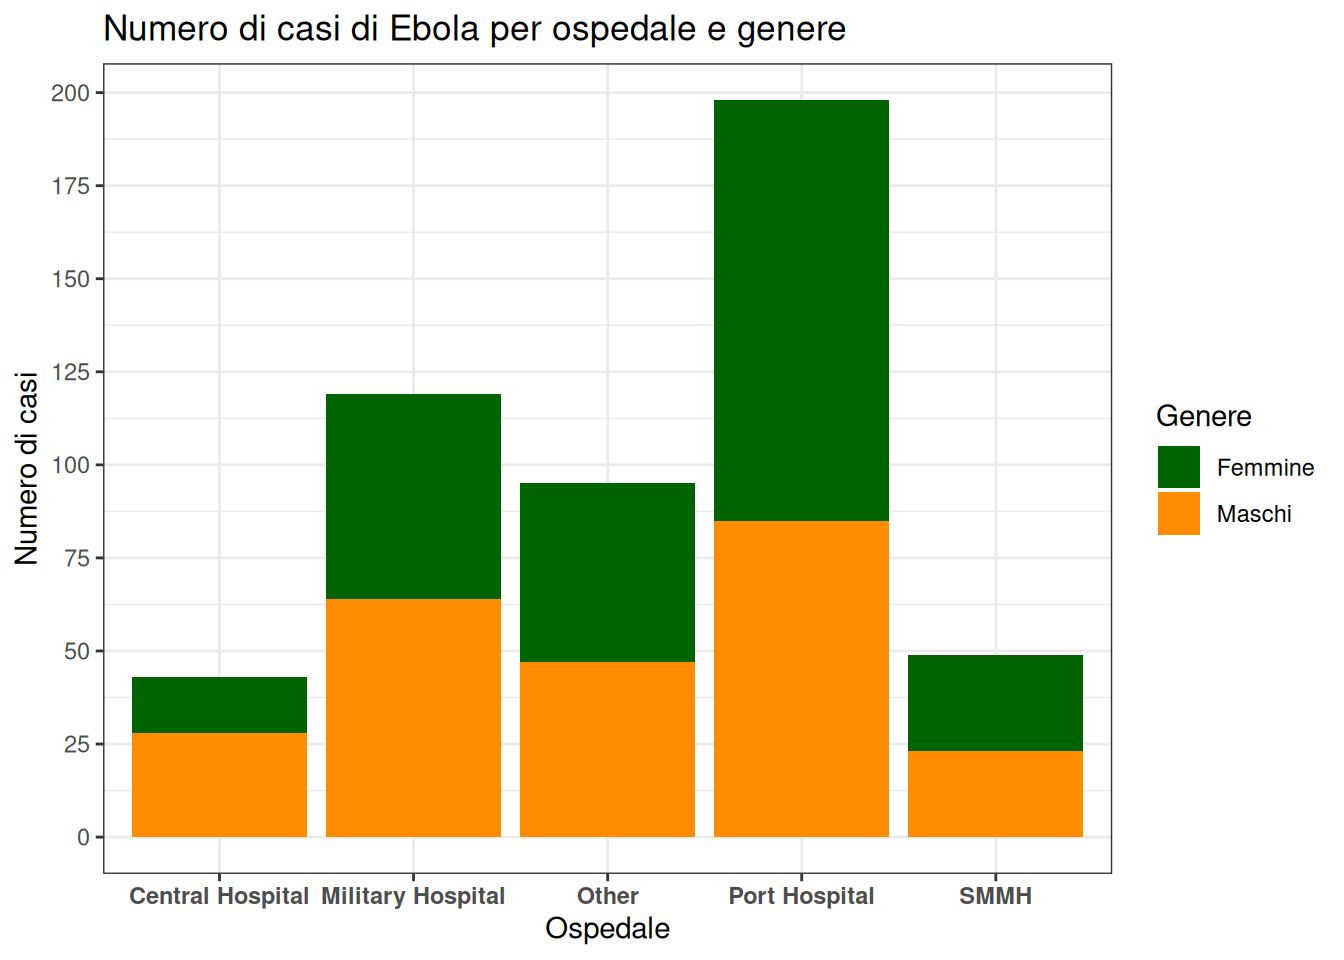 Numero di casi di Ebola per ospedale e genere
200
175
150
125
100
75
50
25
0
Numero di casi
Central Hospital
Military Hospital
Other
Port Hospital
SMMH
Ospedale
Genere
Femmine
Maschi